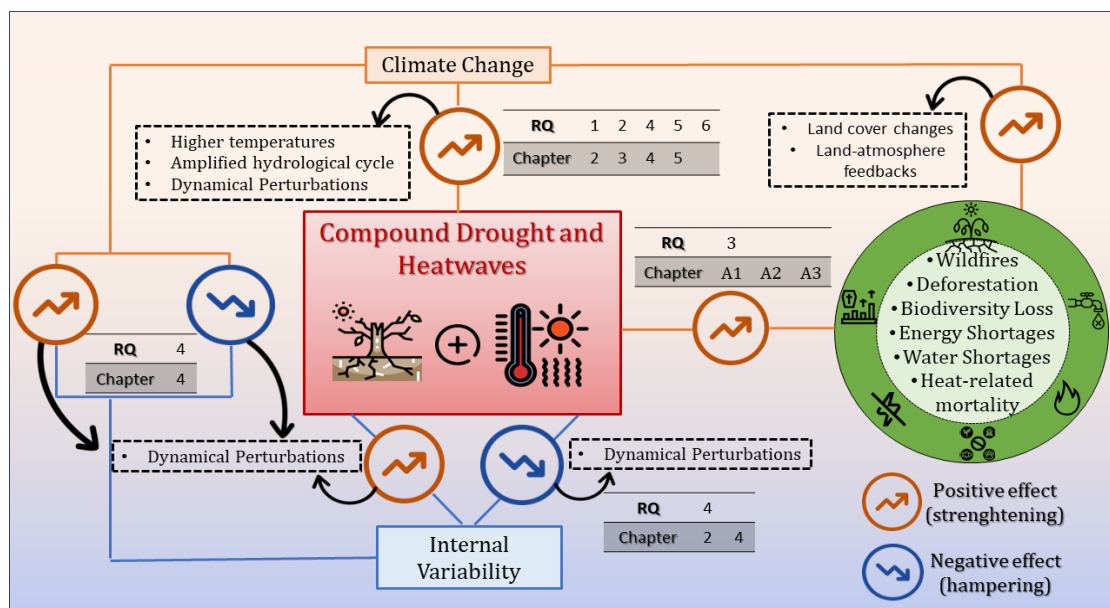 Climate Change
• Higher temperatures
• Amplified hydrological cycle
• Dynamical Perturbations
RQ 1 2 4 5 6
Chapter 2 3 4 5
• Land cover changes
• Land-atmosphere
feedbacks
Compound Drought and
Heatwaves
RQ 3
Chapter A1 A2 A3
•Wildfires
•Deforestation
•Biodiversity Loss
•Energy Shortages
•Water Shortages
•Heat-related
mortality
RQ 4
Chapter 4
• Dynamical Perturbations
• Dynamical Perturbations
RQ 4
Chapter 2 4
Internal
Variability
Positive effect
(strenghtening)
Negative effect
(hampering)